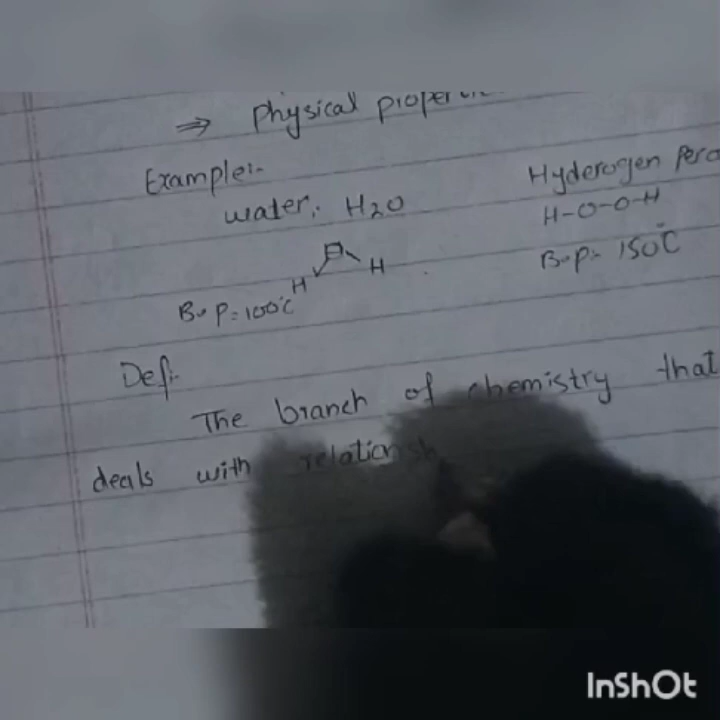 ⇒ Physical
Example:-
water:- H2O
Hyderogen
H-O-O-H
O
H H
B.P:- 150°C
B.P=100°C
Def:-
The branch of chemistry that
deals with
InShOt